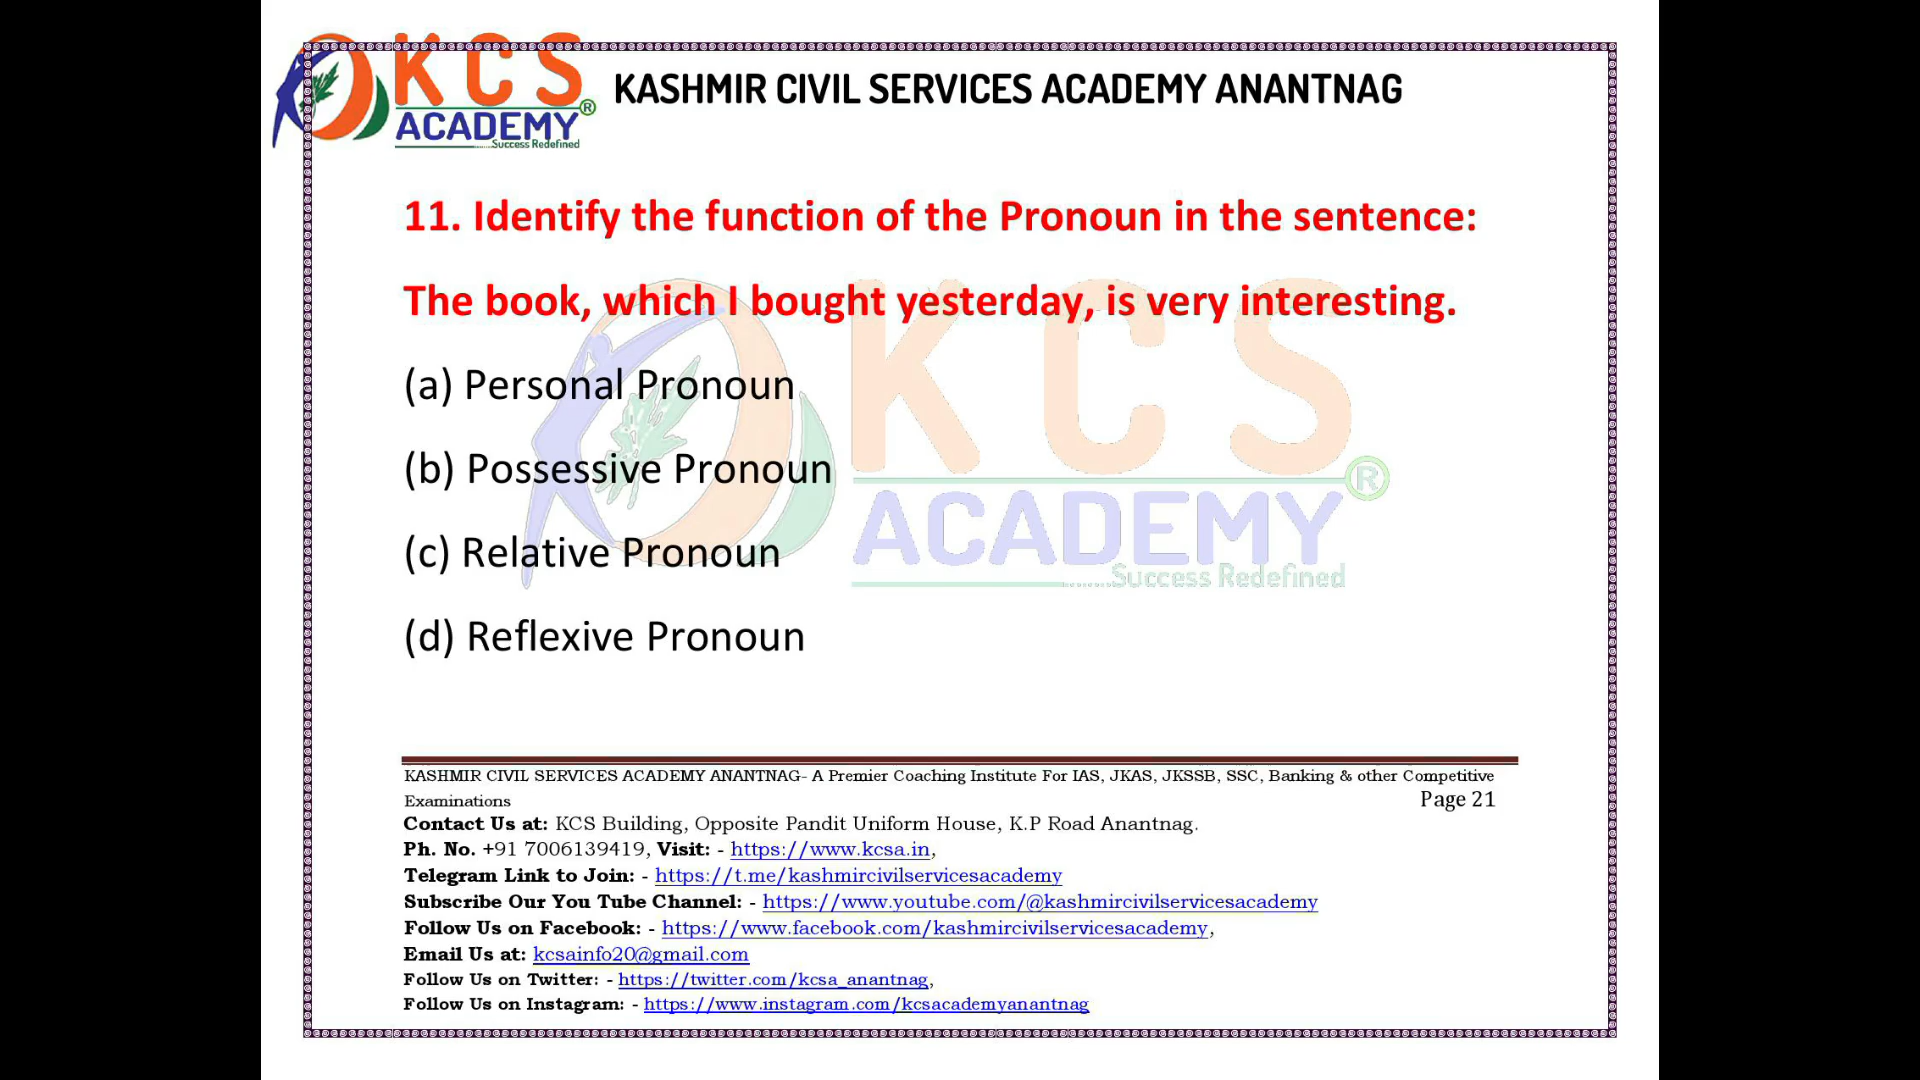 KCS
ACADEMY®
......Success Redefined
KASHMIR CIVIL SERVICES ACADEMY ANANTNAG
11. Identify the function of the Pronoun in the sentence:
The book, which I bought yesterday, is very interesting.
(a) Personal Pronoun
(b) Possessive Pronoun
(c) Relative Pronoun
(d) Reflexive Pronoun
KCS
ACADEMY®
........Success Redefined
KASHMIR CIVIL SERVICES ACADEMY ANANTNAG– A Premier Coaching Institute For IAS, JKAS, JKSSB, SSC, Banking & other Competitive
Examinations Page 21
Contact Us at: KCS Building, Opposite Pandit Uniform House, K.P Road Anantnag.
Ph. No. +91 7006139419, Visit: - https://www.kcsa.in,
Telegram Link to Join: - https://t.me/kashmircivilservicesacademy
Subscribe Our You Tube Channel: - https://www.youtube.com/@kashmircivilservicesacademy
Follow Us on Facebook: - https://www.facebook.com/kashmircivilservicesacademy,
Email Us at: kcsainfo20@gmail.com
Follow Us on Twitter: - https://twitter.com/kcsa_anantnag,
Follow Us on Instagram: - https://www.instagram.com/kcsacademyanantnag